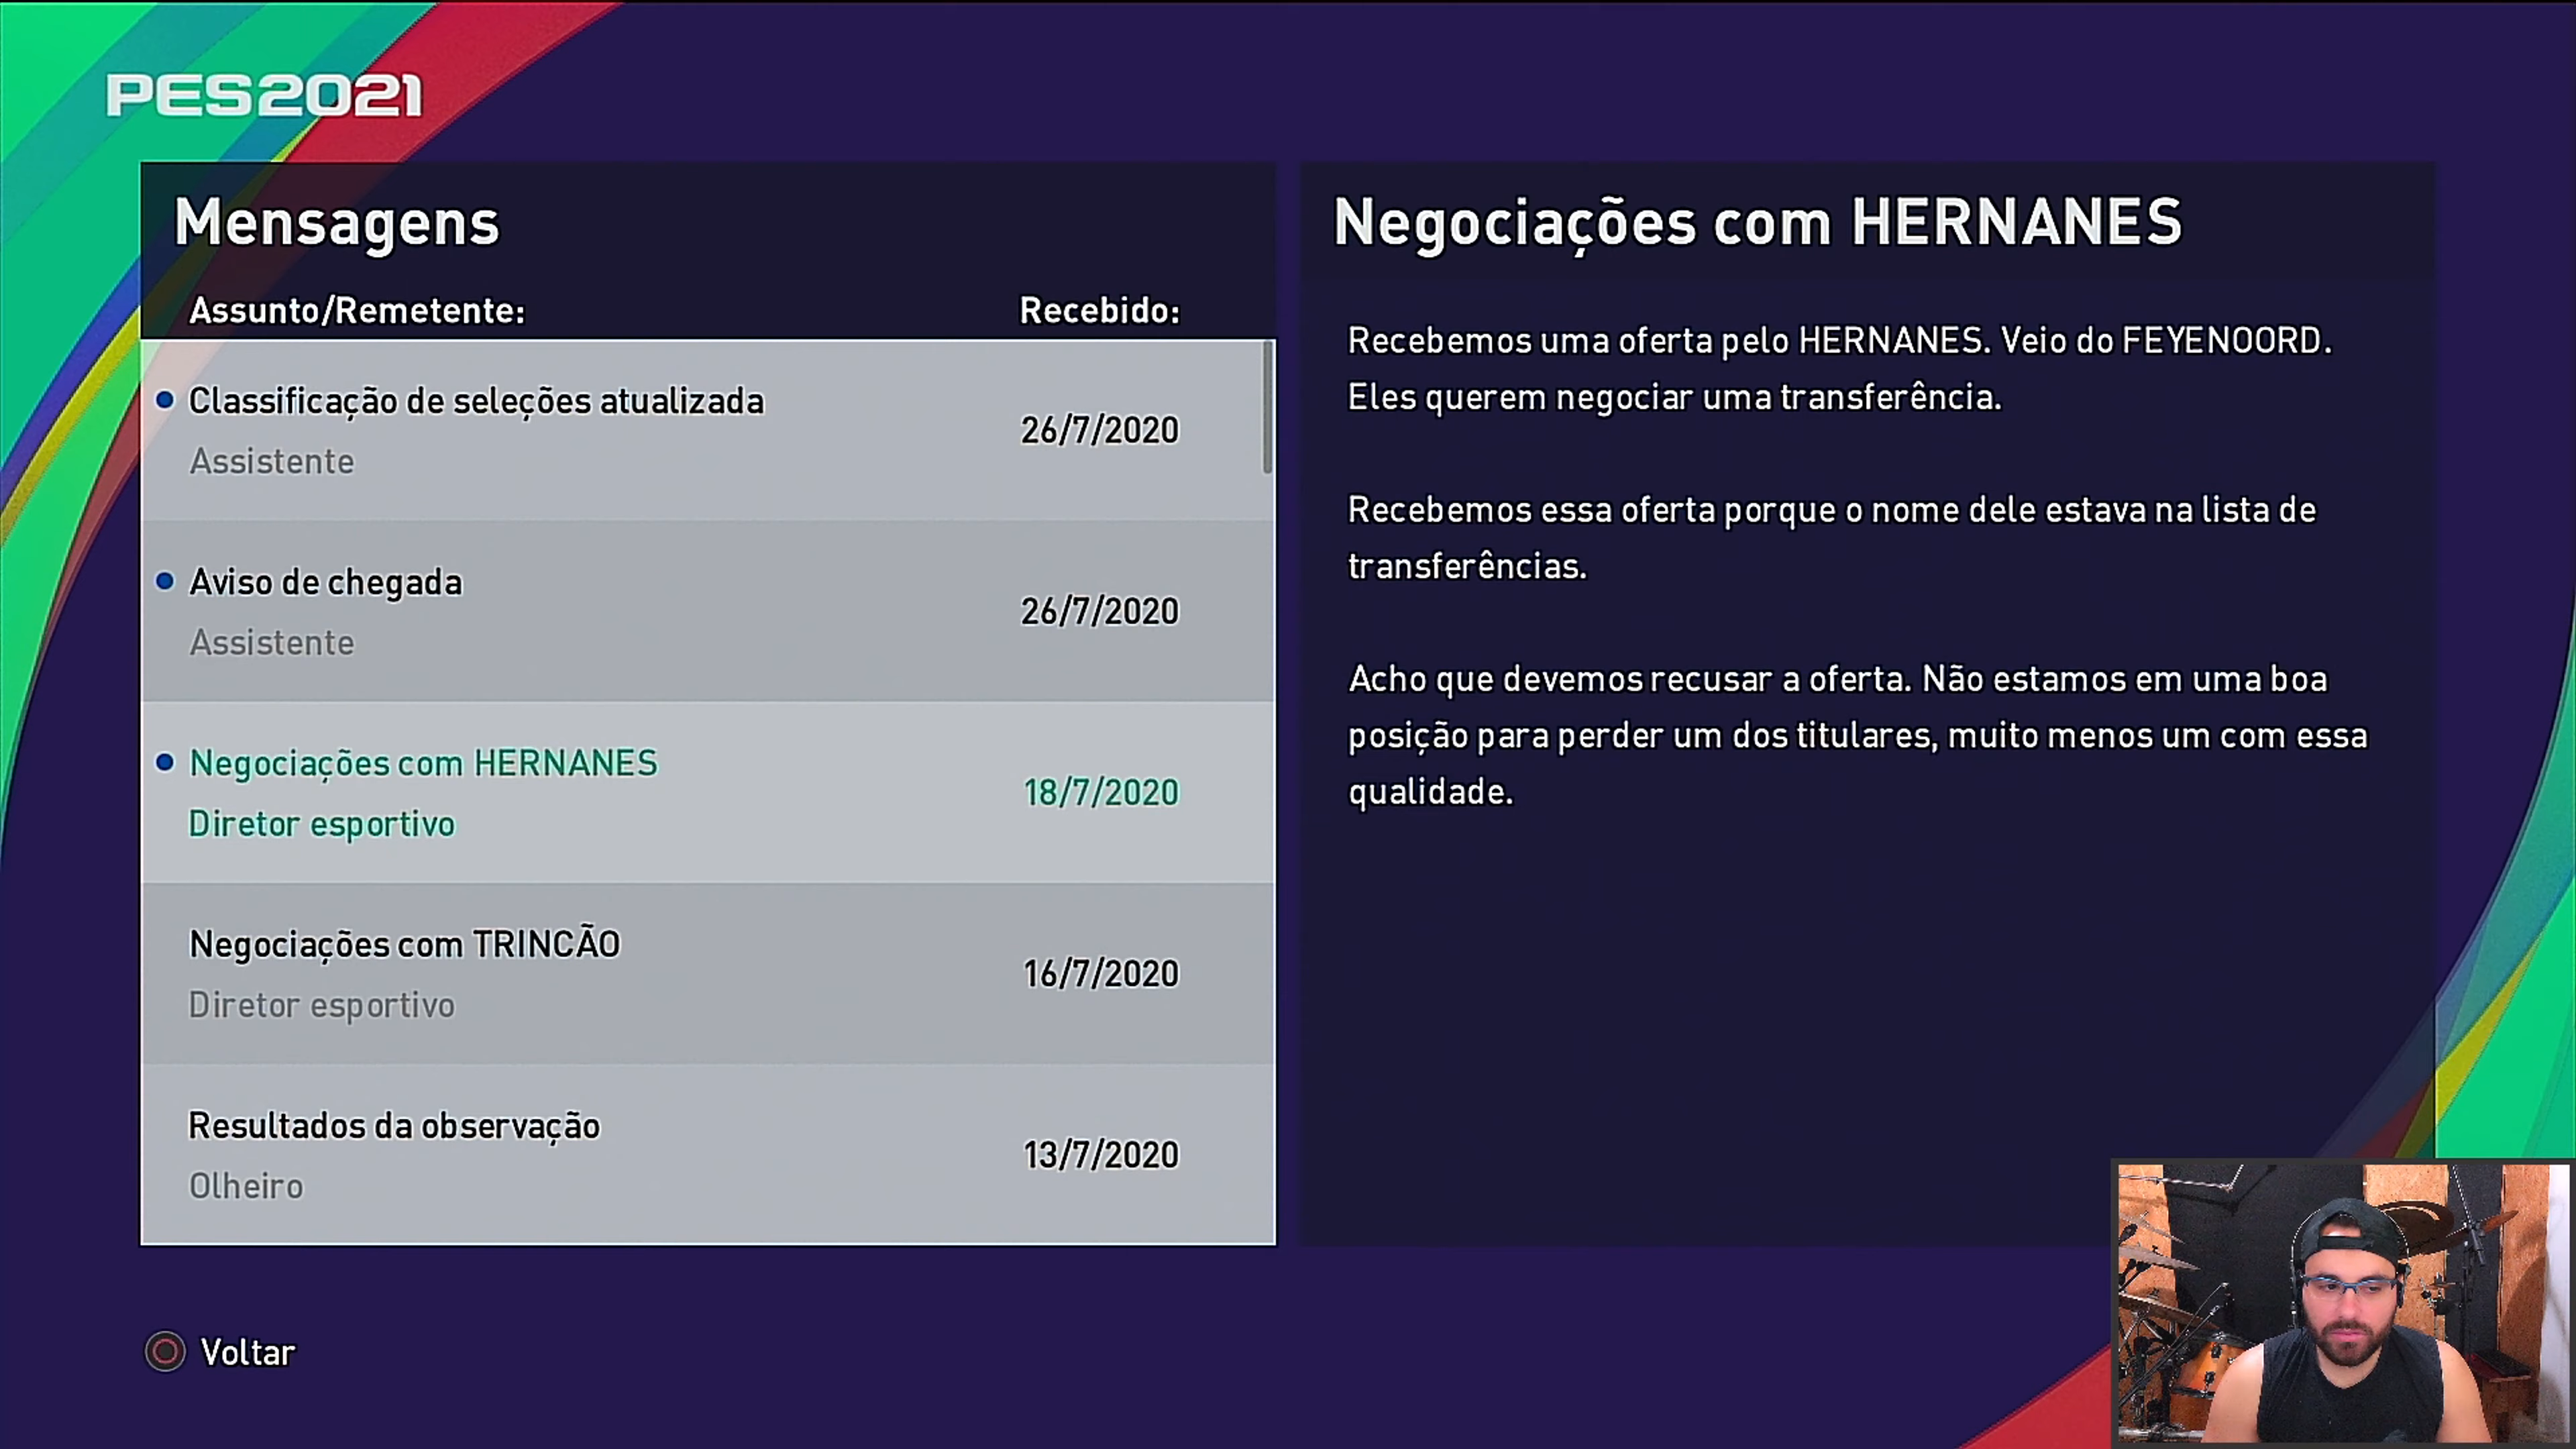 PES2021
Mensagens
Assunto/Remetente:
Recebido:
Classificação de seleções atualizada
Assistente
26/7/2020
Aviso de chegada
Assistente
26/7/2020
Negociações com HERNANES
Diretor esportivo
18/7/2020
Negociações com TRINCÃO
Diretor esportivo
16/7/2020
Resultados da observação
Olheiro
13/7/2020
Negociações com HERNANES
Recebemos uma oferta pelo HERNANES. Veio do FEYENOORD.
Eles querem negociar uma transferência.
Recebemos essa oferta porque o nome dele estava na lista de
transferências.
Acho que devemos recusar a oferta. Não estamos em uma boa
posição para perder um dos titulares, muito menos um com essa
qualidade.
Voltar